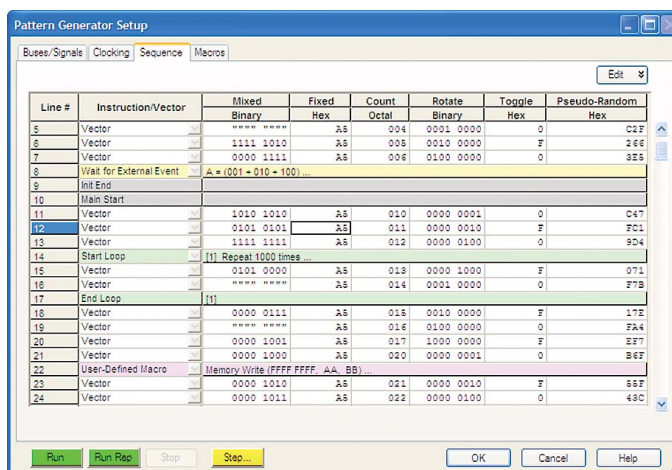 Pattern Generator Setup
Buses/Signals Clocking Sequence Macros
Edit
Line # Instruction/Vector Mixed Fixed Count Rotate Toggle Pseudo-Random
Binary Hex Octal Binary Hex Hex
5 Vector """" """" A5 004 0001 0000 0 C2F
6 Vector 1111 1010 A5 005 0010 0000 F 266
7 Vector 0000 1111 A5 006 0100 0000 0 3E5
8 Wait for External Event A = (001 + 010 + 100) ...
9 Init End
10 Main Start
11 Vector 1010 1010 A5 010 0000 0001 0 C47
12 Vector 0101 0101 A5 011 0000 0010 F FC1
13 Vector 1111 1111 A5 012 0000 0100 0 9D4
14 Start Loop [1] Repeat 1000 times ...
15 Vector 0101 0000 A5 013 0000 1000 F 071
16 Vector """" """" A5 014 0001 0000 0 F7B
17 End Loop [1]
18 Vector 0000 0111 A5 015 0010 0000 F 17E
19 Vector """" """" A5 016 0100 0000 0 FA4
20 Vector 0000 1001 A5 017 1000 0000 F EF7
21 Vector 0000 1000 A5 020 0000 0001 0 B6F
22 User-Defined Macro Memory Write (FFFF FFFF, AA, BB) ...
23 Vector 0000 1010 A5 021 0000 0010 F 55F
24 Vector 0000 1011 A5 022 0000 0100 0 43C
Run Run Rep Stop Step... OK Cancel Help